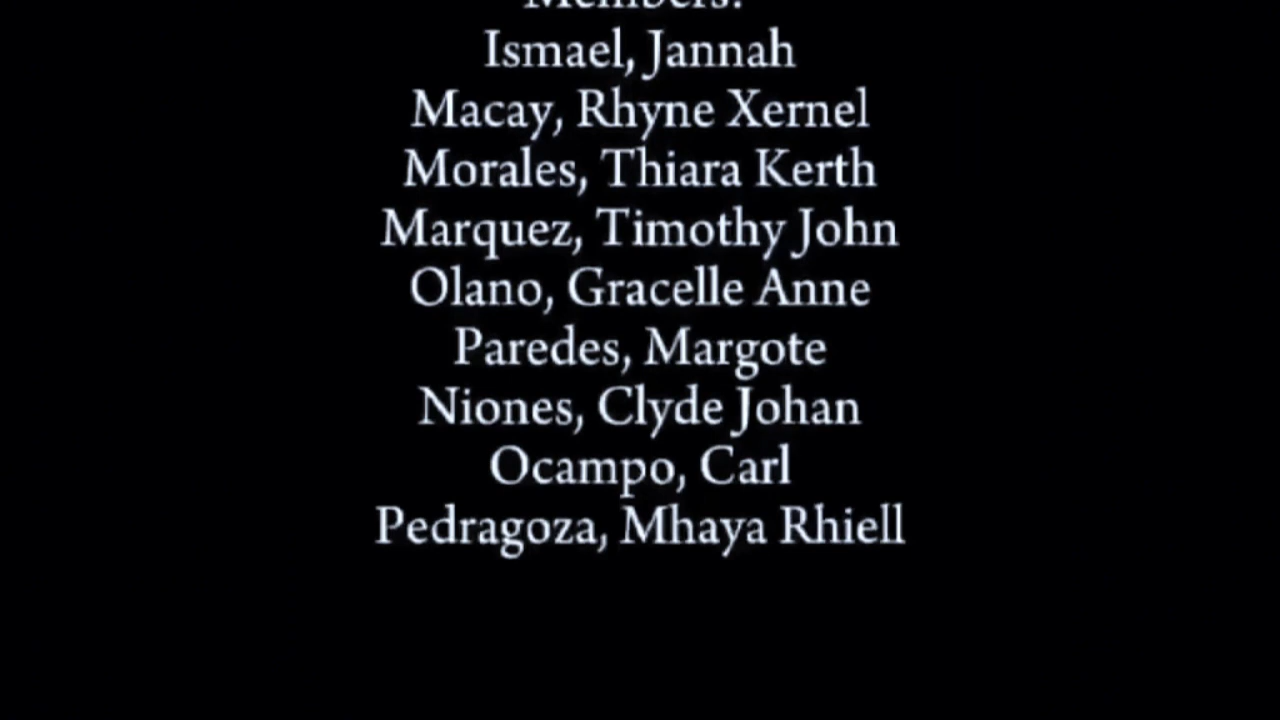 Members:
Ismael, Jannah
Macay, Rhyne Xernel
Morales, Thiara Kerth
Marquez, Timothy John
Olano, Gracelle Anne
Paredes, Margote
Niones, Clyde Johan
Ocampo, Carl
Pedragoza, Mhaya Rhiell